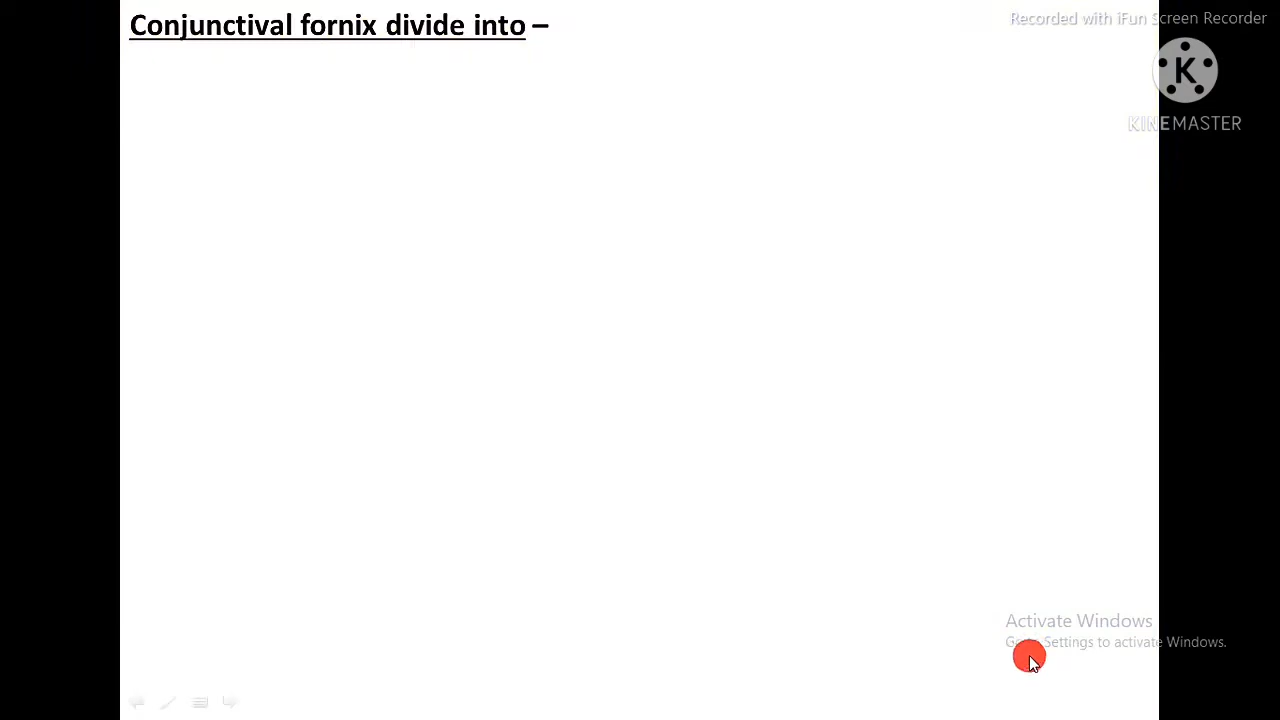 Conjunctival fornix divide into –
Recorded with iFun Screen Recorder
K
KINEMASTER
Activate Windows
Go to Settings to activate Windows.